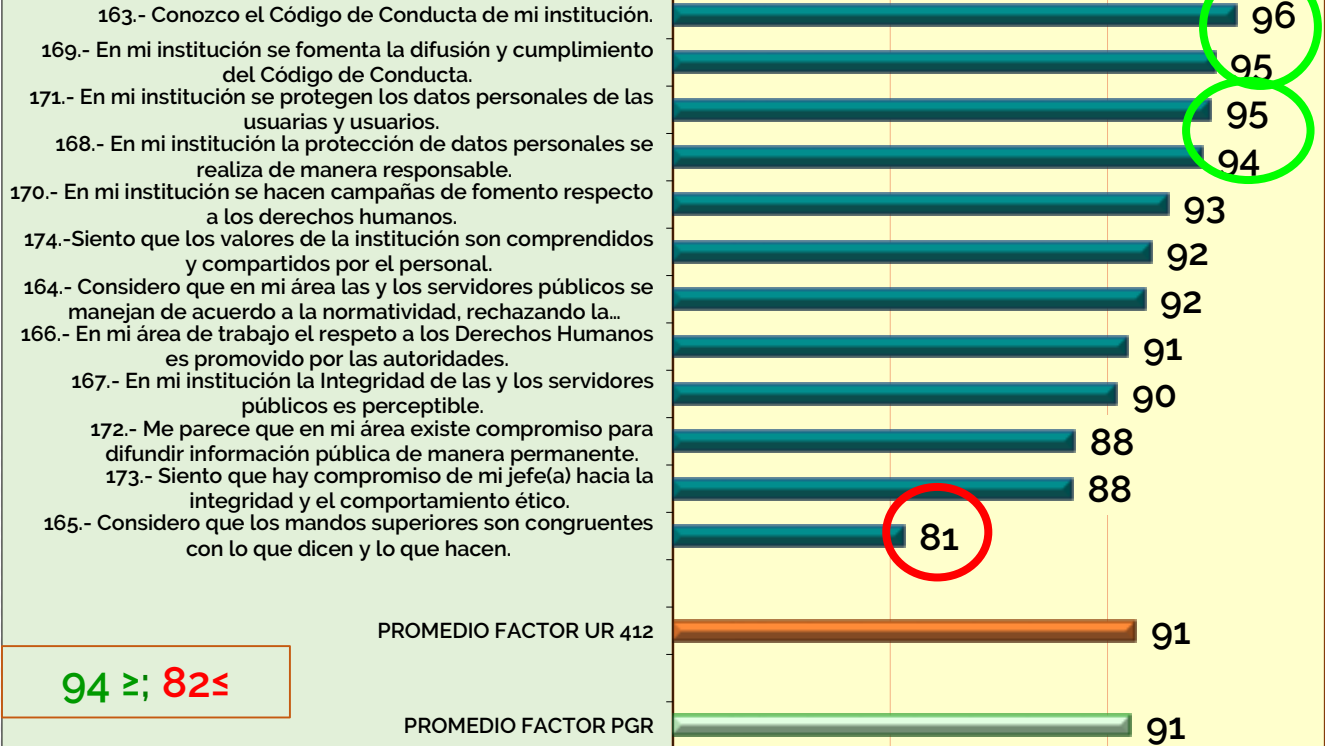 163.- Conozco el Código de Conducta de mi institución.
96
169.- En mi institución se fomenta la difusión y cumplimiento
del Código de Conducta.
95
171.- En mi institución se protegen los datos personales de las
usuarias y usuarios.
95
168.- En mi institución la protección de datos personales se
realiza de manera responsable.
94
170.- En mi institución se hacen campañas de fomento respecto
a los derechos humanos.
93
174.-Siento que los valores de la institución son comprendidos
y compartidos por el personal.
92
164.- Considero que en mi área las y los servidores públicos se
manejan de acuerdo a la normatividad, rechazando la...
92
166.- En mi área de trabajo el respeto a los Derechos Humanos
es promovido por las autoridades.
91
167.- En mi institución la Integridad de las y los servidores
públicos es perceptible.
90
172.- Me parece que en mi área existe compromiso para
difundir información pública de manera permanente.
88
173.- Siento que hay compromiso de mi jefe(a) hacia la
integridad y el comportamiento ético.
88
165.- Considero que los mandos superiores son congruentes
con lo que dicen y lo que hacen.
81
PROMEDIO FACTOR UR 412
91
94 ≥; 82≤
PROMEDIO FACTOR PGR
91